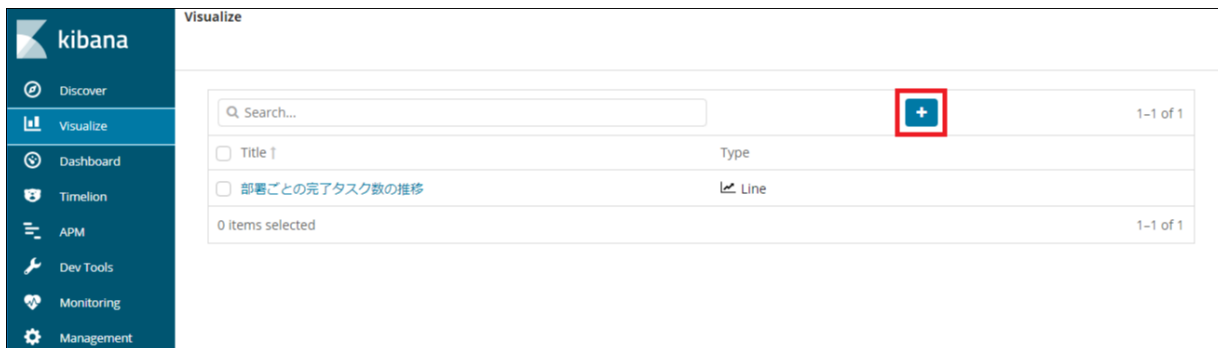 kibana
Discover
Visualize
Dashboard
Timelion
APM
Dev Tools
Monitoring
Management
Visualize
Search...
+
1–1 of 1
Title ↑
Type
部署ごとの完了タスク数の推移
Line
0 items selected
1–1 of 1